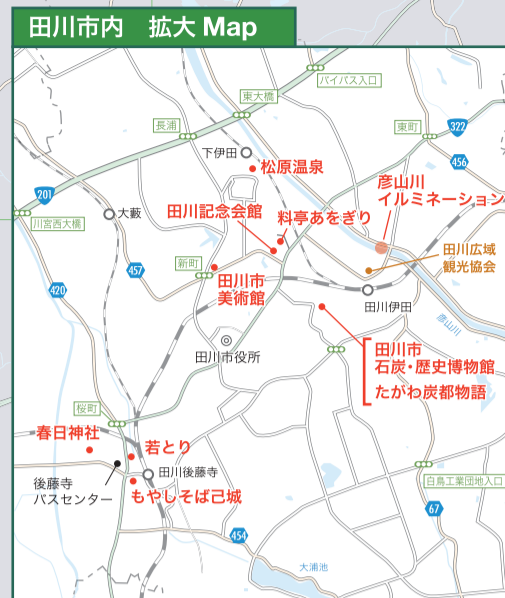 田川市内 拡大 Map
バイパス入口
東大橋
長浦
東町
322
下伊田
456
松原温泉
彦山川
イルミネーション
201
大藪
田川記念会館
料亭あをぎり
川宮西大橋
新町
田川広域
観光協会
457
420
田川市
美術館
田川伊田
彦山川
田川市役所
田川市
石炭・歴史博物館
たがわ炭都物語
桜町
春日神社
若とり
田川後藤寺
後藤寺
バスセンター
もやしそば己城
白鳥工業団地入口
67
454
大浦池